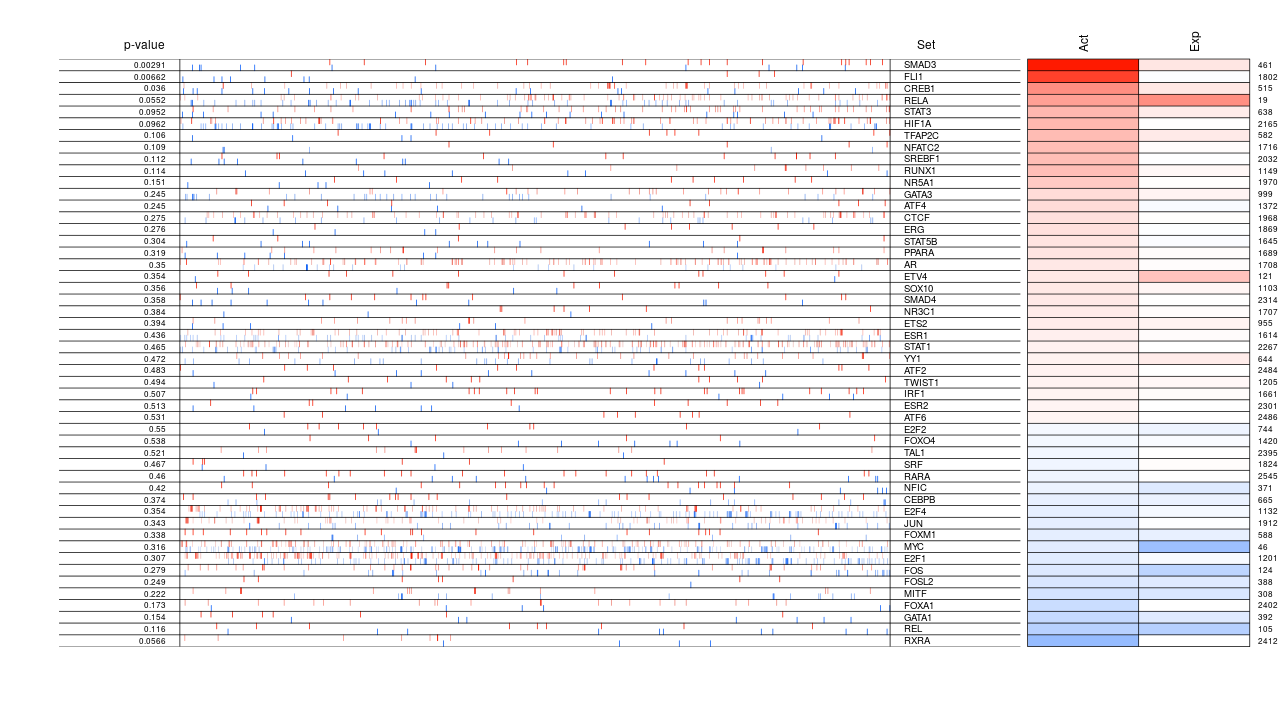 p-value Set Act Exp
0.00291 SMAD3 461
0.00662 FLI1 1802
0.036 CREB1 515
0.0552 RELA 19
0.0952 STAT3 638
0.0962 HIF1A 2165
0.106 TFAP2C 582
0.109 NFATC2 1716
0.112 SREBF1 2032
0.114 RUNX1 1149
0.151 NR5A1 1970
0.245 GATA3 999
0.245 ATF4 1372
0.275 CTCF 1968
0.276 ERG 1869
0.304 STAT5B 1645
0.319 PPARA 1689
0.35 AR 1708
0.354 ETV4 121
0.356 SOX10 1103
0.358 SMAD4 2314
0.384 NR3C1 1707
0.394 ETS2 955
0.436 ESR1 1614
0.465 STAT1 2267
0.472 YY1 644
0.483 ATF2 2484
0.494 TWIST1 1205
0.507 IRF1 1661
0.513 ESR2 2301
0.531 ATF6 2486
0.55 E2F2 744
0.538 FOXO4 1420
0.521 TAL1 2395
0.467 SRF 1824
0.46 RARA 2545
0.42 NFIC 371
0.374 CEBPB 665
0.354 E2F4 1132
0.343 JUN 1912
0.338 FOXM1 588
0.316 MYC 46
0.307 E2F1 1201
0.279 FOS 124
0.249 FOSL2 388
0.222 MITF 308
0.173 FOXA1 2402
0.154 GATA1 392
0.116 REL 105
0.0566 RXRA 2412